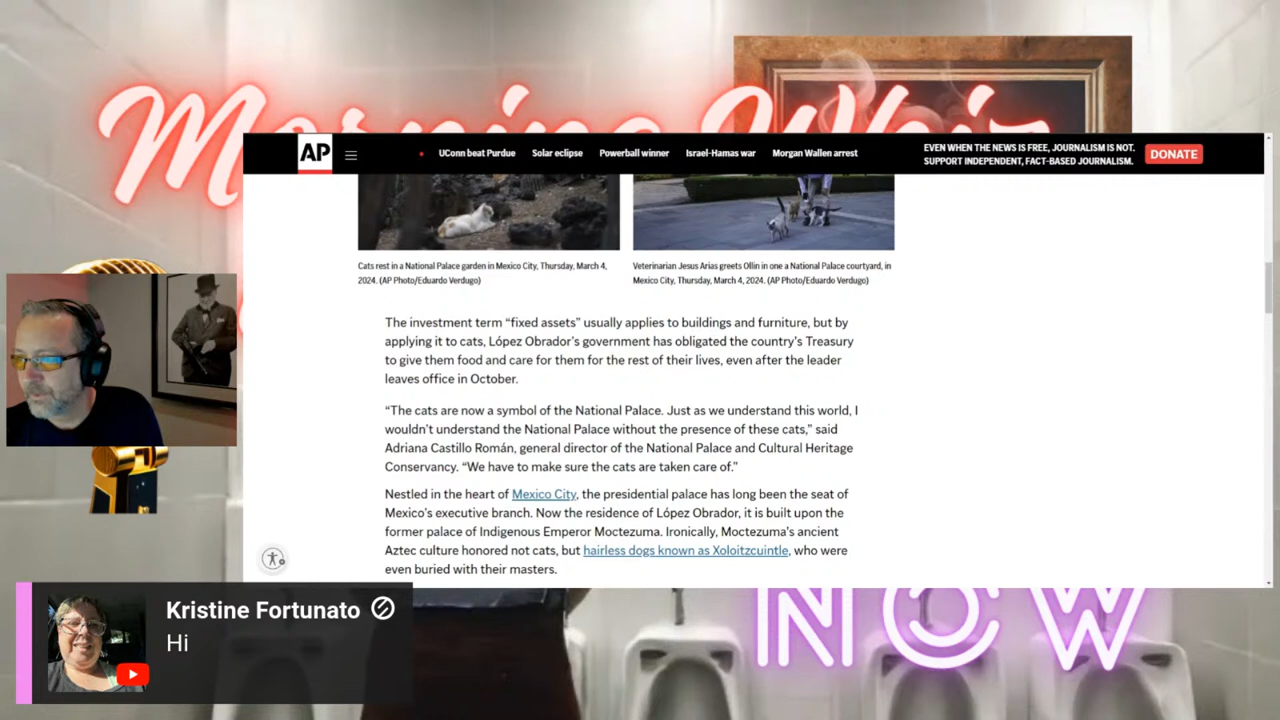 Morning Whiz
AP
UConn beat Purdue
Solar eclipse
Powerball winner
Israel-Hamas war
Morgan Wallen arrest
EVEN WHEN THE NEWS IS FREE, JOURNALISM IS NOT.
SUPPORT INDEPENDENT, FACT-BASED JOURNALISM.
DONATE
Cats rest in a National Palace garden in Mexico City, Thursday, March 4,
2024. (AP Photo/Eduardo Verdugo)
Veterinarian Jesus Arias greets Ollin in one a National Palace courtyard, in
Mexico City, Thursday, March 4, 2024. (AP Photo/Eduardo Verdugo)
The investment term “fixed assets” usually applies to buildings and furniture, but by
applying it to cats, López Obrador’s government has obligated the country’s Treasury
to give them food and care for them for the rest of their lives, even after the leader
leaves office in October.
“The cats are now a symbol of the National Palace. Just as we understand this world, I
wouldn’t understand the National Palace without the presence of these cats,” said
Adriana Castillo Román, general director of the National Palace and Cultural Heritage
Conservancy. “We have to make sure the cats are taken care of.”
Nestled in the heart of Mexico City, the presidential palace has long been the seat of
Mexico’s executive branch. Now the residence of López Obrador, it is built upon the
former palace of Indigenous Emperor Moctezuma. Ironically, Moctezuma’s ancient
Aztec culture honored not cats, but hairless dogs known as Xoloitzcuintle, who were
even buried with their masters.
Kristine Fortunato
Hi
NOW